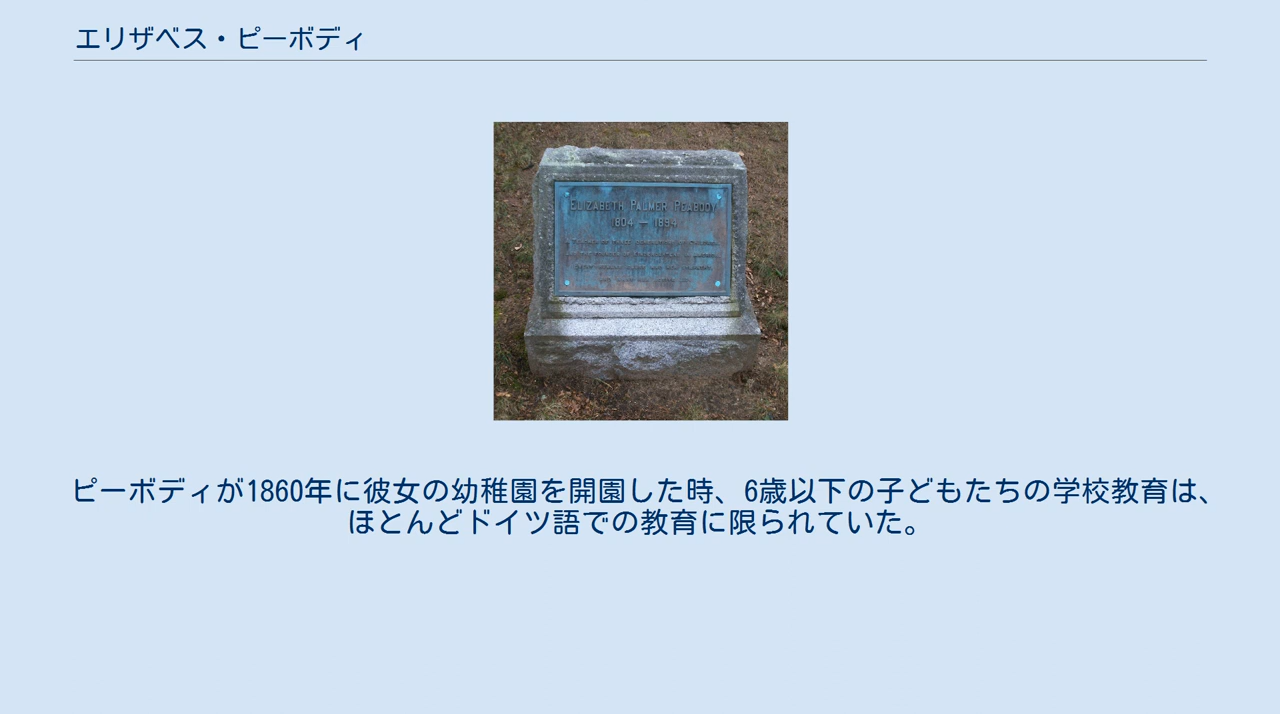 エリザベス・ピーボディ
ELIZABETH PALMER PEABODY
1804 — 1894
ピーボディが1860年に彼女の幼稚園を開園した時、6歳以下の子どもたちの学校教育は、
ほとんどドイツ語での教育に限られていた。